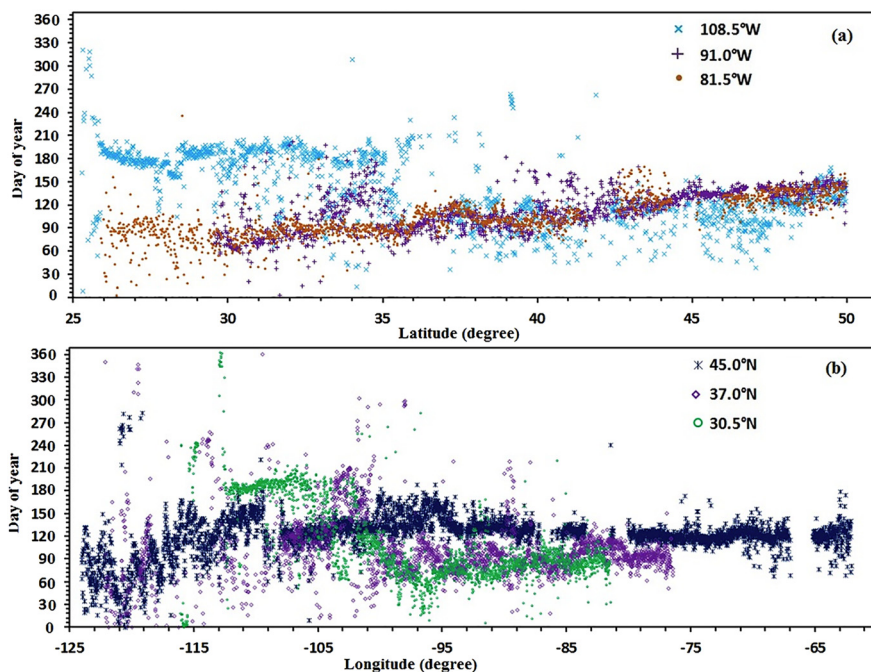 360
330
300
270
240
210
180
150
120
90
60
30
0
Day of year
(a)
108.5°W
91.0°W
81.5°W
25 30 35 40 45 50
Latitude (degree)
360
330
300
270
240
210
180
150
120
90
60
30
0
Day of year
(b)
45.0°N
37.0°N
30.5°N
-125 -115 -105 -95 -85 -75 -65
Longitude (degree)